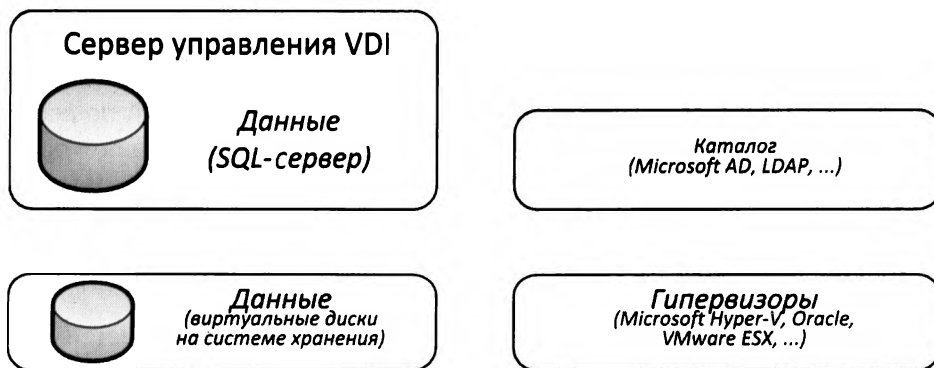 Сервер управления VDI
Данные
(SQL-сервер)
Каталог
(Microsoft AD, LDAP, ...)
Данные
(виртуальные диски
на системе хранения)
Гипервизоры
(Microsoft Hyper-V, Oracle,
VMware ESX, ...)